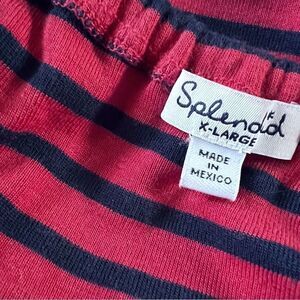 Splendid
X-LARGE
MADE
IN
MEXICO